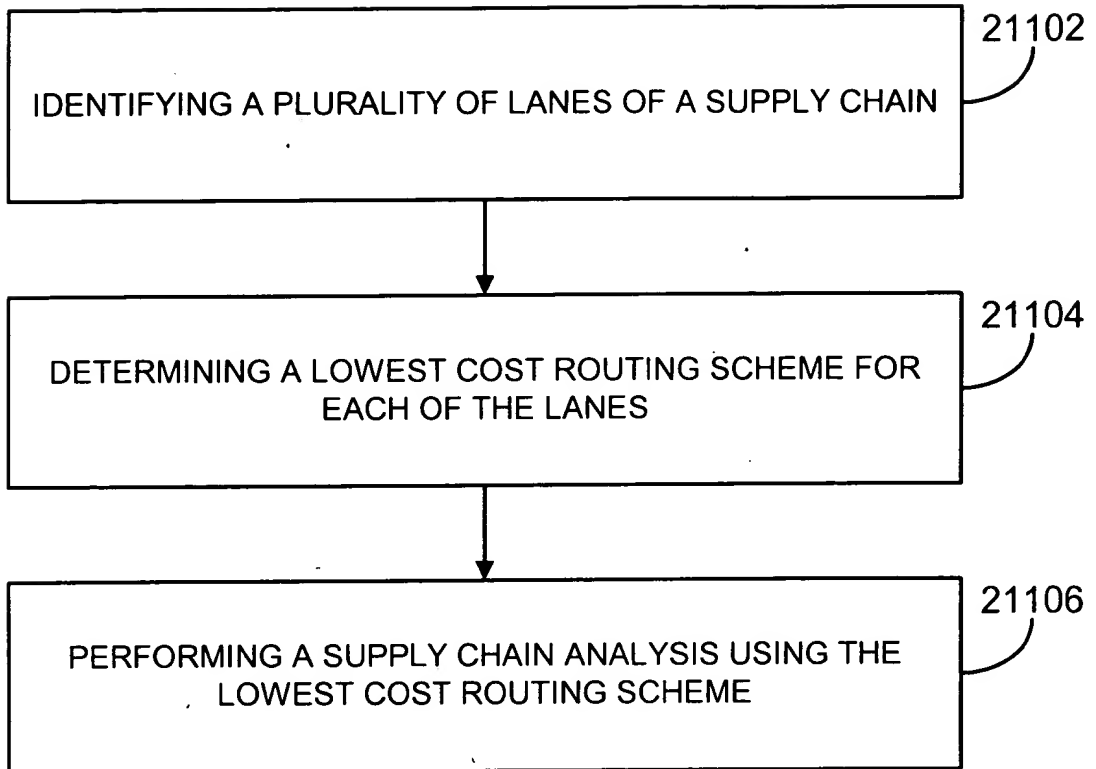 21102
IDENTIFYING A PLURALITY OF LANES OF A SUPPLY CHAIN
21104
DETERMINING A LOWEST COST ROUTING SCHEME FOR
EACH OF THE LANES
21106
PERFORMING A SUPPLY CHAIN ANALYSIS USING THE
LOWEST COST ROUTING SCHEME